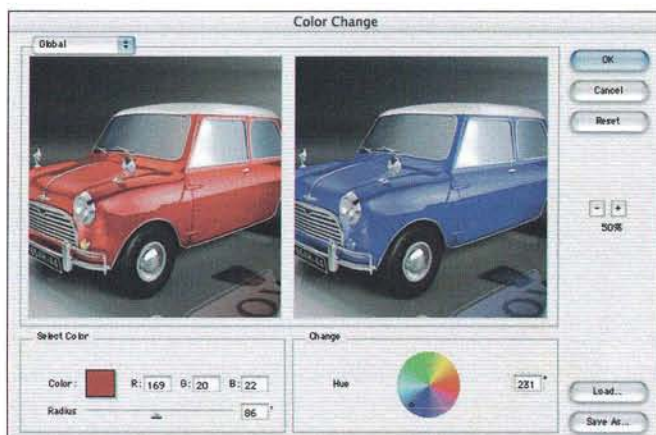 Color Change
Global
OK
Cancel
Reset
- +
50%
Select Color
Color: R: 169 G: 20 B: 22
Radius 86 °
Change
Hue 231 °
Load...
Save As...